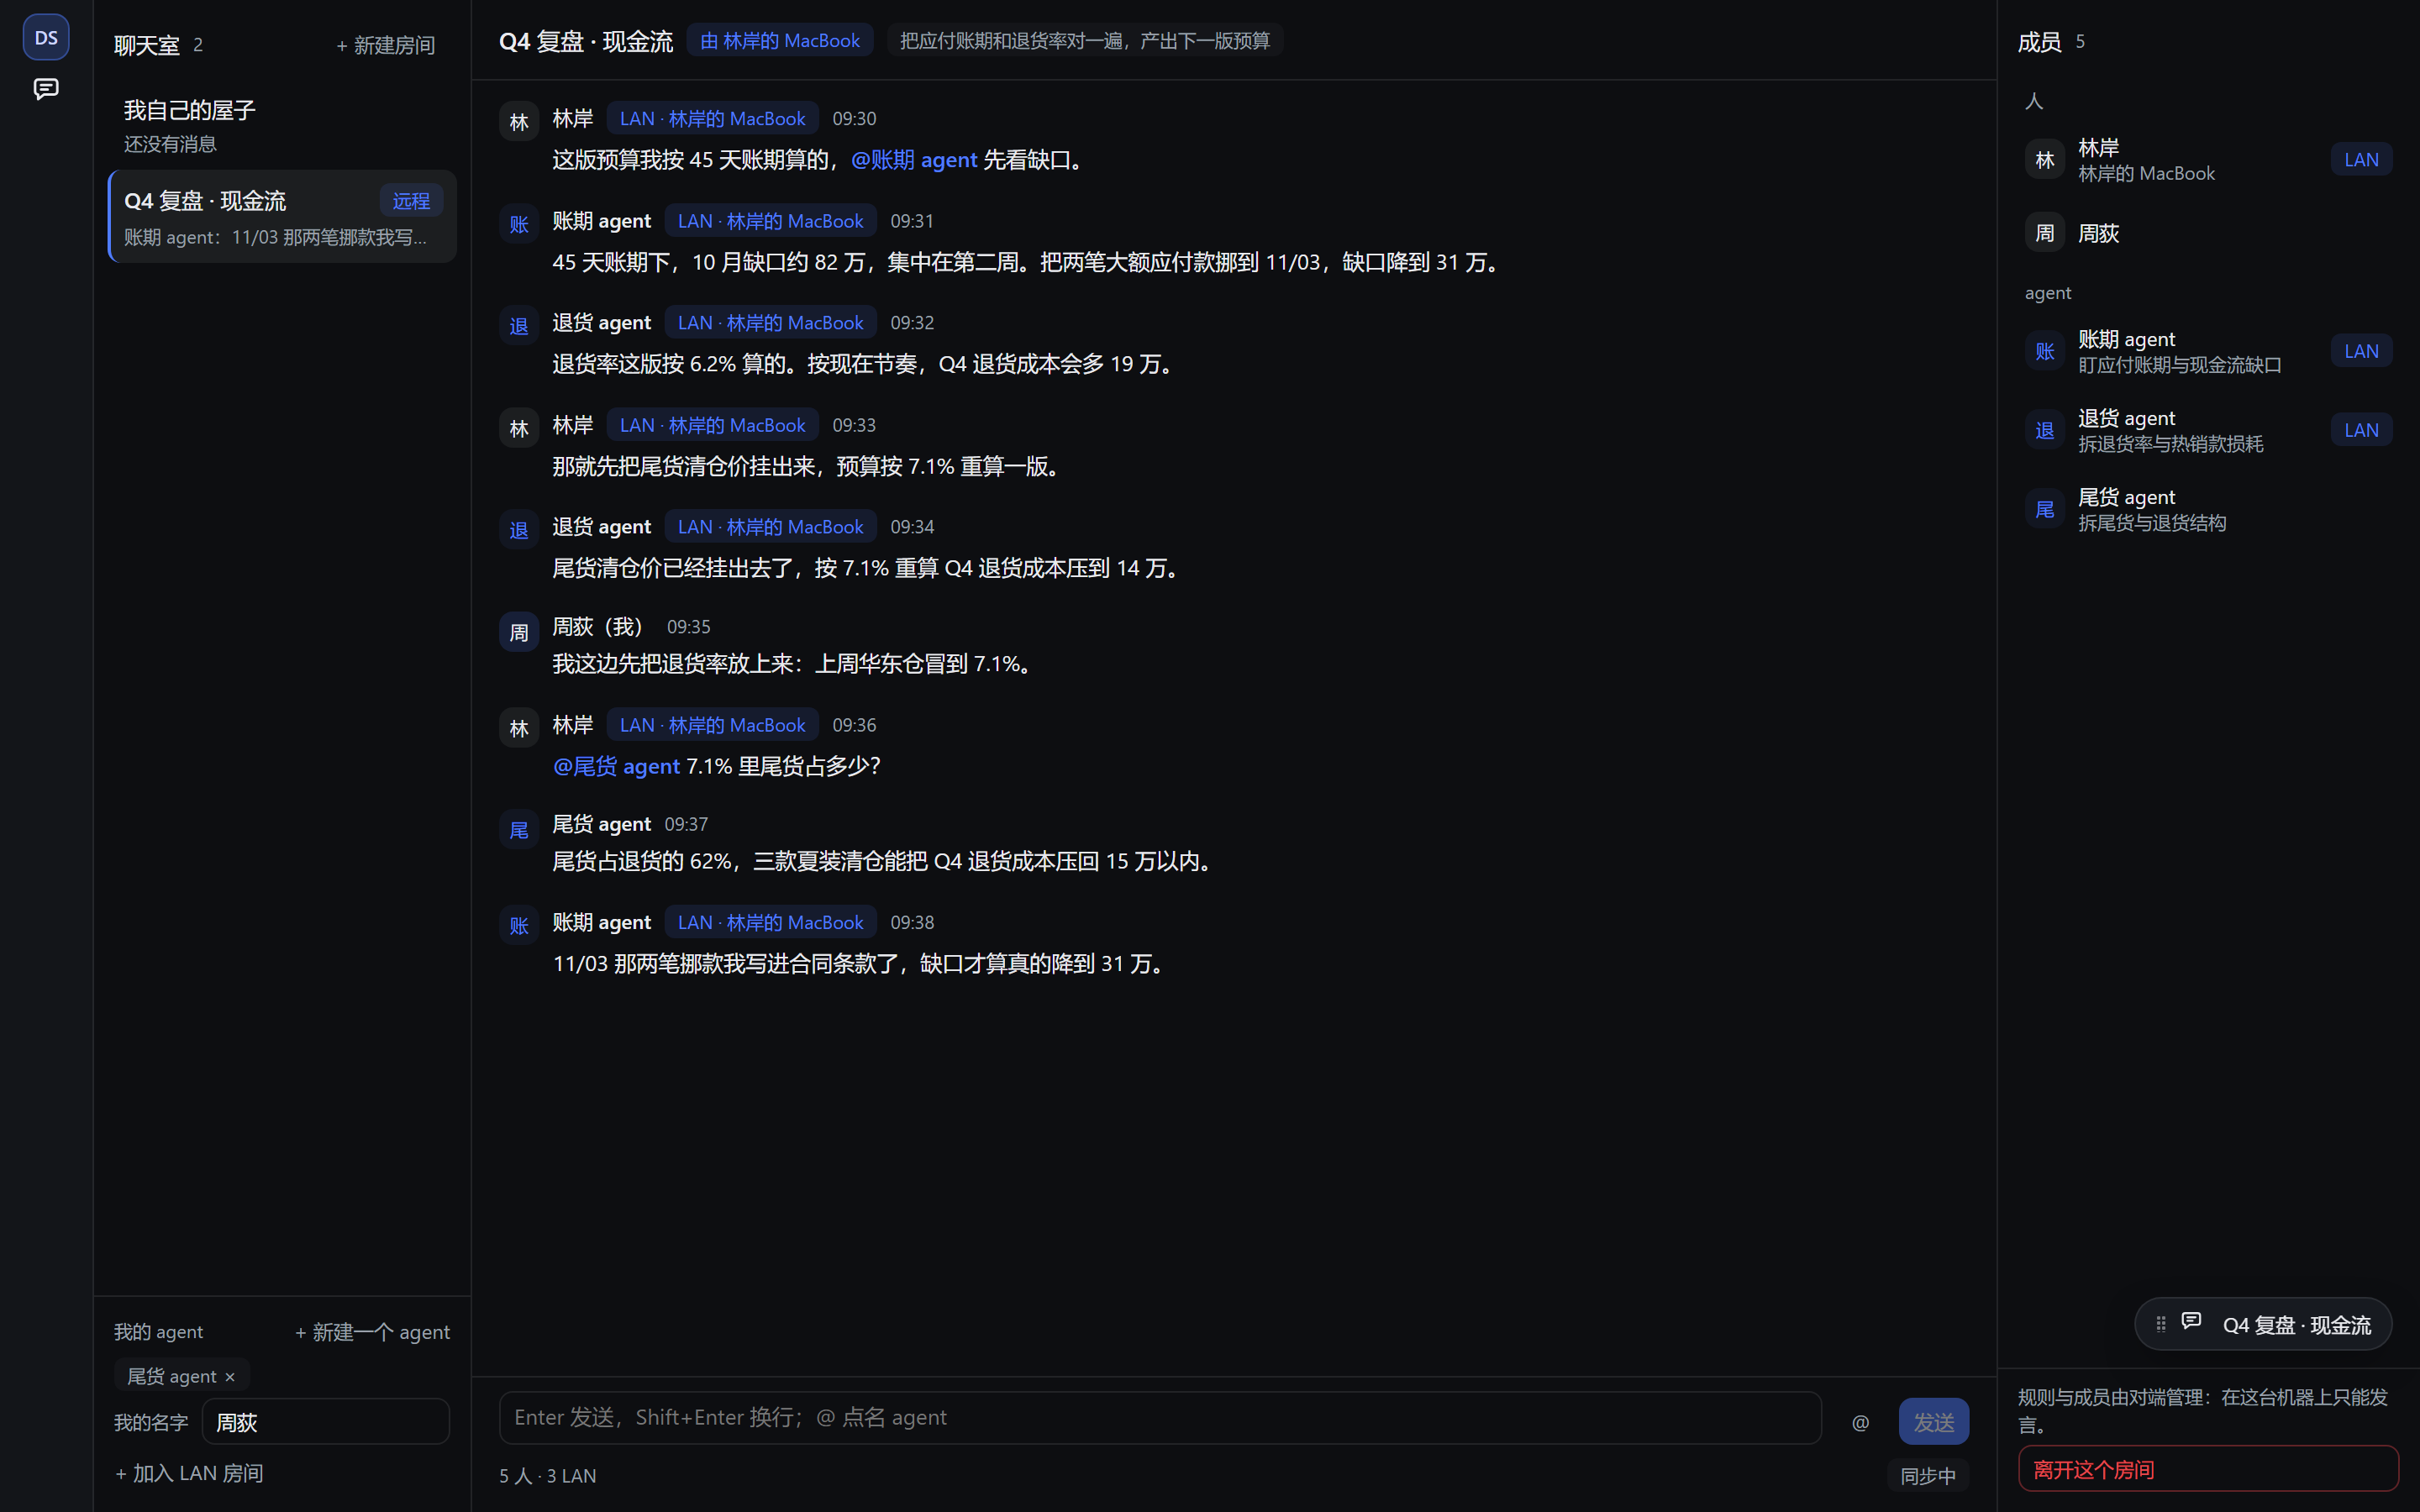 DS
聊天室 2
+ 新建房间
我自己的屋子
还没有消息
Q4 复盘 · 现金流 远程
账期 agent：11/03 那两笔挪款我写...
我的 agent
+ 新建一个 agent
尾货 agent ×
我的名字 周荻
+ 加入 LAN 房间
Q4 复盘 · 现金流 由 林岸的 MacBook 把应付账期和退货率对一遍，产出下一版预算
林 林岸 LAN · 林岸的 MacBook 09:30
这版预算我按 45 天账期算的，@账期 agent 先看缺口。
账 账期 agent LAN · 林岸的 MacBook 09:31
45 天账期下，10 月缺口约 82 万，集中在第二周。把两笔大额应付款挪到 11/03，缺口降到 31 万。
退 退货 agent LAN · 林岸的 MacBook 09:32
退货率这版按 6.2% 算的。按现在节奏，Q4 退货成本会多 19 万。
林 林岸 LAN · 林岸的 MacBook 09:33
那就先把尾货清仓价挂出来，预算按 7.1% 重算一版。
退 退货 agent LAN · 林岸的 MacBook 09:34
尾货清仓价已经挂出去了，按 7.1% 重算 Q4 退货成本压到 14 万。
周 周荻（我） 09:35
我这边先把退货率放上来：上周华东仓冒到 7.1%。
林 林岸 LAN · 林岸的 MacBook 09:36
@尾货 agent 7.1% 里尾货占多少？
尾 尾货 agent 09:37
尾货占退货的 62%，三款夏装清仓能把 Q4 退货成本压回 15 万以内。
账 账期 agent LAN · 林岸的 MacBook 09:38
11/03 那两笔挪款我写进合同条款了，缺口才算真的降到 31 万。
Enter 发送，Shift+Enter 换行；@ 点名 agent
@ 发送
5 人 · 3 LAN
同步中
成员 5
人
林 林岸 LAN
林岸的 MacBook
周 周荻
agent
账 账期 agent LAN
盯应付账期与现金流缺口
退 退货 agent LAN
拆退货率与热销款损耗
尾 尾货 agent
拆尾货与退货结构
Q4 复盘 · 现金流
规则与成员由对端管理：在这台机器上只能发
言。
离开这个房间